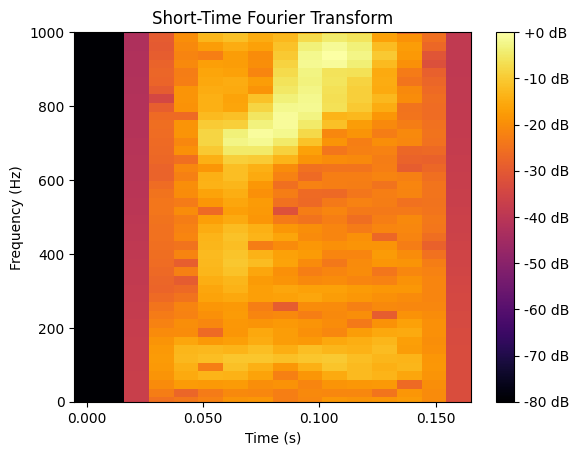 Short-Time Fourier Transform
1000
800
600
400
200
0
Frequency (Hz)
0.000
0.050
0.100
0.150
Time (s)
+0 dB
-10 dB
-20 dB
-30 dB
-40 dB
-50 dB
-60 dB
-70 dB
-80 dB